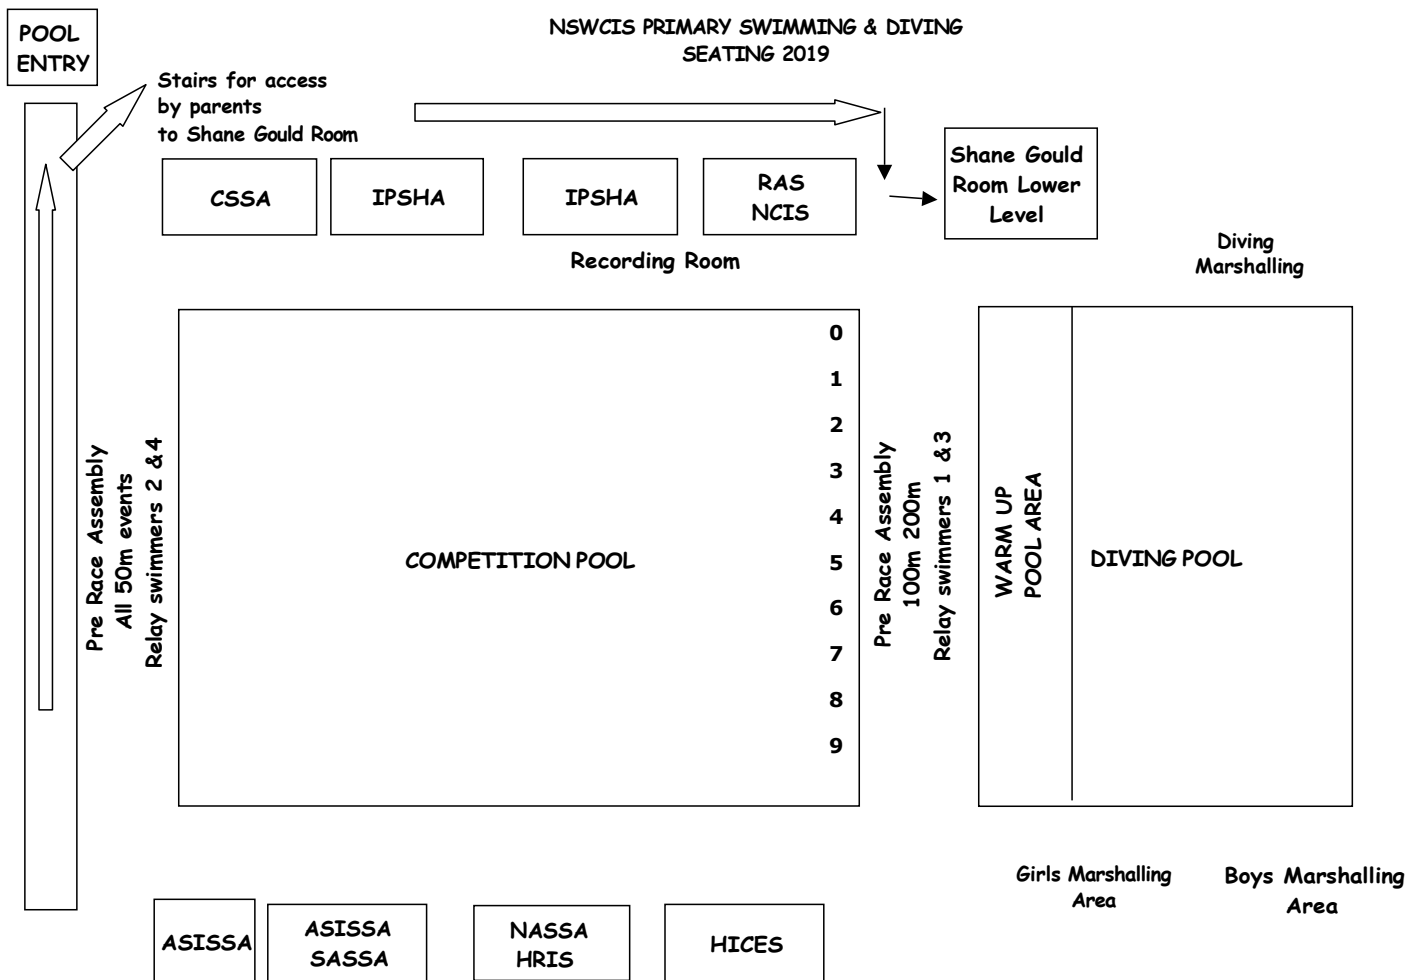 POOL
ENTRY
NSWCIS PRIMARY SWIMMING & DIVING
SEATING 2019
Stairs for access
by parents
to Shane Gould Room
CSSA
IPSHA
IPSHA
RAS
NCIS
Shane Gould
Room Lower
Level
Recording Room
Diving
Marshalling
Pre Race Assembly
All 50m events
Relay swimmers 2 &4
COMPETITION POOL
0
1
2
3
4
5
6
7
8
9
Pre Race Assembly
100m 200m
Relay swimmers 1 &3
WARM UP
POOL AREA
DIVING POOL
Girls Marshalling
Area
Boys Marshalling
Area
ASISSA
ASISSA
SASSA
NASSA
HRIS
HICES